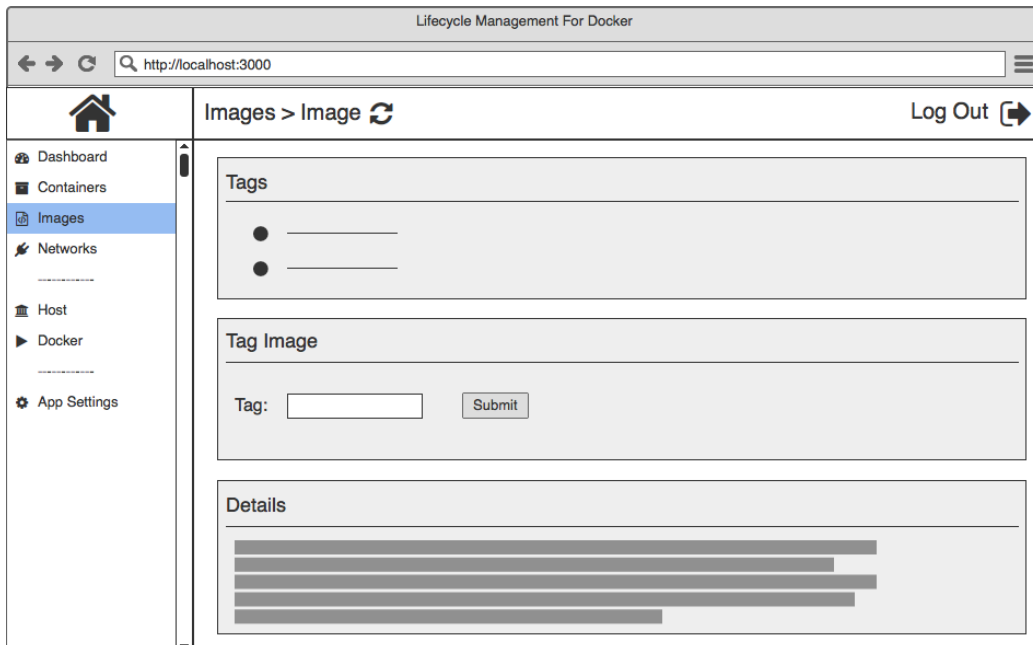 Lifecycle Management For Docker
http://localhost:3000
Images > Image
Log Out
Dashboard
Containers
Images
Networks
------------
Host
Docker
------------
App Settings
Tags
Tag Image
Tag:
Submit
Details